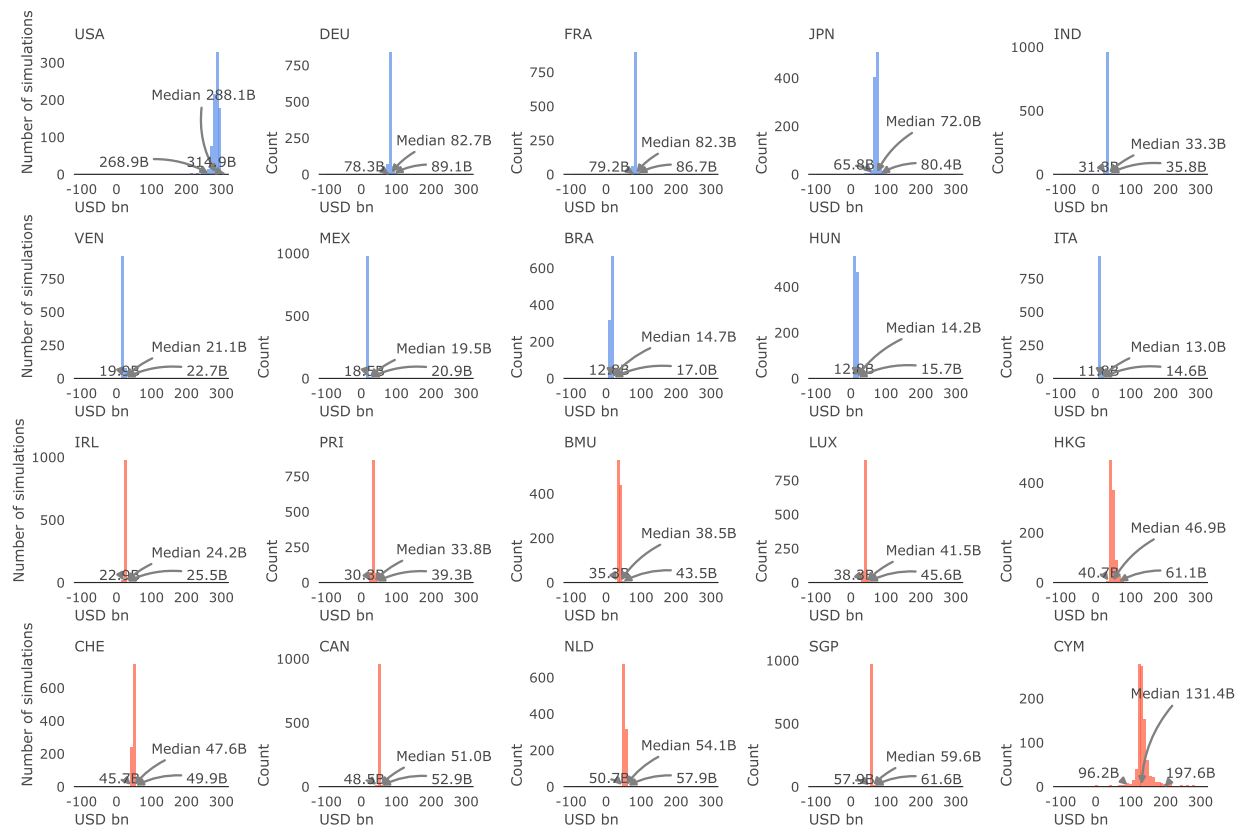 USA
Number of simulations
300
200
100
0
Median 288.1B
268.9B
314.9B
-100 0 100 200 300
USD bn
DEU
Count
750
500
250
0
Median 82.7B
78.3B
89.1B
-100 0 100 200 300
USD bn
FRA
Count
750
500
250
0
Median 82.3B
79.2B
86.7B
-100 0 100 200 300
USD bn
JPN
Count
400
200
0
Median 72.0B
65.8B
80.4B
-100 0 100 200 300
USD bn
IND
Count
1000
500
0
Median 33.3B
35.8B
-100 0 100 200 300
USD bn
VEN
Number of simulations
750
500
250
0
Median 21.1B
19.9B
22.7B
-100 0 100 200 300
USD bn
MEX
Count
1000
500
0
Median 19.5B
18.5B
20.9B
-100 0 100 200 300
USD bn
BRA
Count
600
400
200
0
Median 14.7B
17.0B
-100 0 100 200 300
USD bn
HUN
Count
400
200
0
Median 14.2B
15.7B
-100 0 100 200 300
USD bn
ITA
Count
750
500
250
0
Median 13.0B
14.6B
-100 0 100 200 300
USD bn
IRL
Number of simulations
1000
500
0
Median 24.2B
22.9B
25.5B
-100 0 100 200 300
USD bn
PRI
Count
750
500
250
0
Median 33.8B
30.3B
39.3B
-100 0 100 200 300
USD bn
BMU
Count
400
200
0
Median 38.5B
35.3B
43.5B
-100 0 100 200 300
USD bn
LUX
Count
750
500
250
0
Median 41.5B
38.3B
45.6B
-100 0 100 200 300
USD bn
HKG
Count
400
200
0
Median 46.9B
40.7B
61.1B
-100 0 100 200 300
USD bn
CHE
Number of simulations
600
400
200
0
Median 47.6B
45.7B
49.9B
-100 0 100 200 300
USD bn
CAN
Count
1000
500
0
Median 51.0B
48.5B
52.9B
-100 0 100 200 300
USD bn
NLD
Count
600
400
200
0
Median 54.1B
50.7B
57.9B
-100 0 100 200 300
USD bn
SGP
Count
1000
500
0
Median 59.6B
57.9B
61.6B
-100 0 100 200 300
USD bn
CYM
Count
200
100
0
Median 131.4B
96.2B
197.6B
-100 0 100 200 300
USD bn